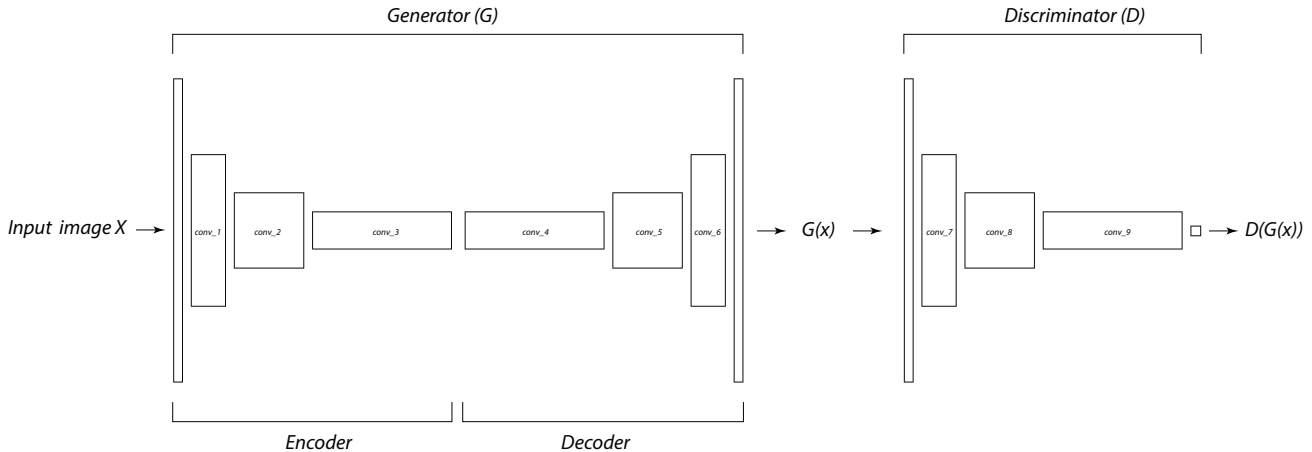 Generator (G)
Discriminator (D)
Input image X
conv_1
conv_2
conv_3
conv_4
conv_5
conv_6
G(x)
conv_7
conv_8
conv_9
D(G(x))
Encoder
Decoder